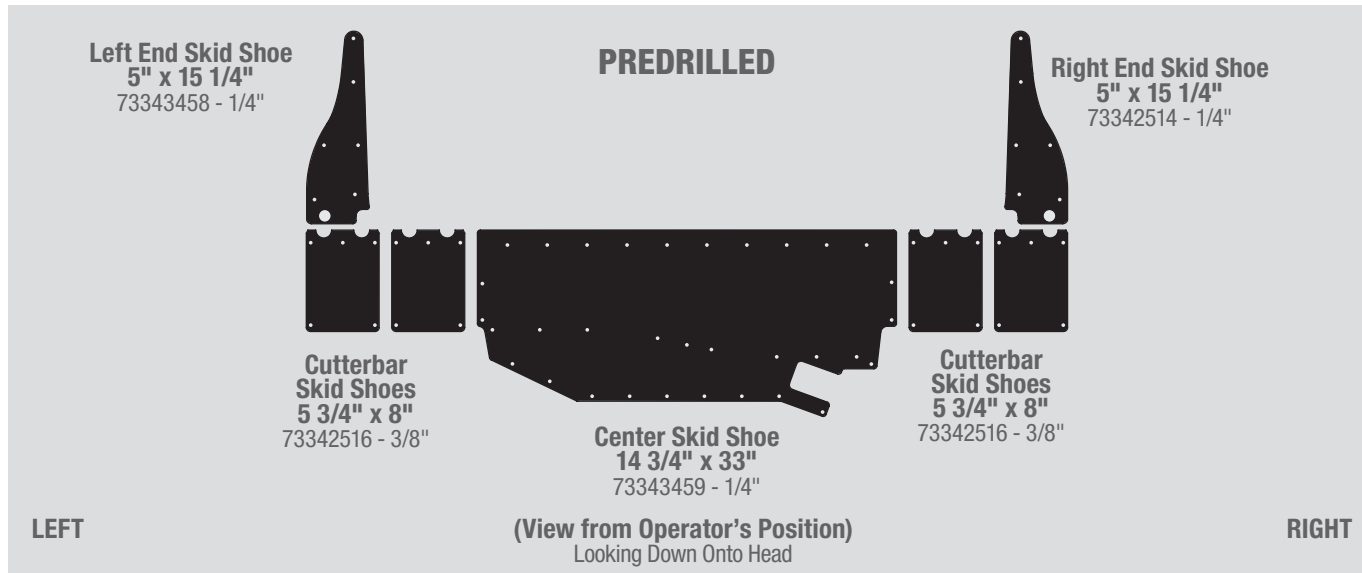 PREDRILLED
Left End Skid Shoe
5" x 15 1/4"
73343458 - 1/4"
Right End Skid Shoe
5" x 15 1/4"
73342514 - 1/4"
Cutterbar
Skid Shoes
5 3/4" x 8"
73342516 - 3/8"
Center Skid Shoe
14 3/4" x 33"
73343459 - 1/4"
Cutterbar
Skid Shoes
5 3/4" x 8"
73342516 - 3/8"
LEFT
(View from Operator’s Position)
Looking Down Onto Head
RIGHT